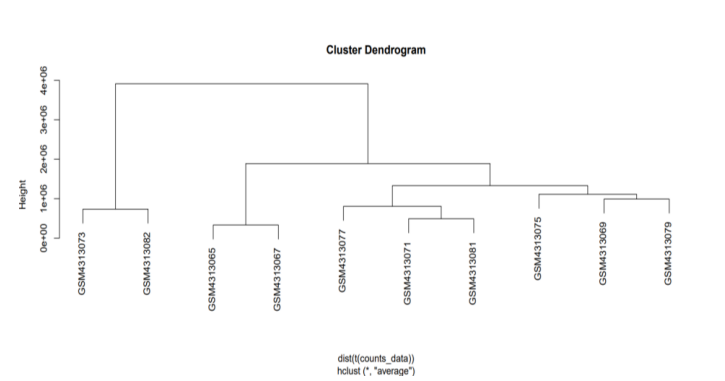 Cluster Dendrogram
Height
4e+06
3e+06
2e+06
1e+06
0e+00
GSM4313073
GSM4313082
GSM4313065
GSM4313067
GSM4313077
GSM4313071
GSM4313081
GSM4313075
GSM4313069
GSM4313079
dist(t(counts_data))
hclust (*, "average")